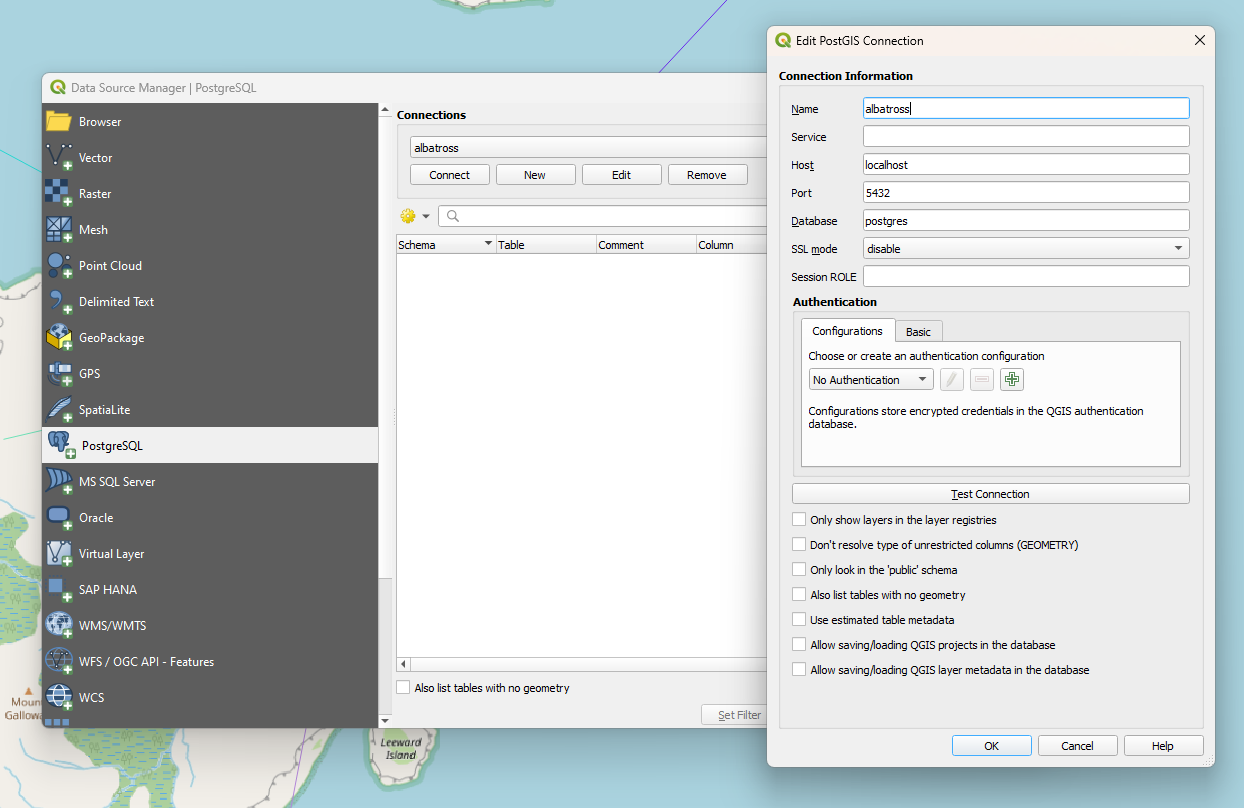 Data Source Manager | PostgreSQL
Browser
Vector
Raster
Mesh
Point Cloud
Delimited Text
GeoPackage
GPS
SpatiaLite
PostgreSQL
MS SQL Server
Oracle
Virtual Layer
SAP HANA
WMS/WMTS
WFS / OGC API - Features
WCS
Connections
albatross
Connect New Edit Remove
Schema Table Comment Column
Also list tables with no geometry
Set Filter
Edit PostGIS Connection
Connection Information
Name albatross
Service
Host localhost
Port 5432
Database postgres
SSL mode disable
Session ROLE
Authentication
Configurations Basic
Choose or create an authentication configuration
No Authentication
Configurations store encrypted credentials in the QGIS authentication
database.
Test Connection
Only show layers in the layer registries
Don't resolve type of unrestricted columns (GEOMETRY)
Only look in the 'public' schema
Also list tables with no geometry
Use estimated table metadata
Allow saving/loading QGIS projects in the database
Allow saving/loading QGIS layer metadata in the database
OK Cancel Help
Leeward
Island